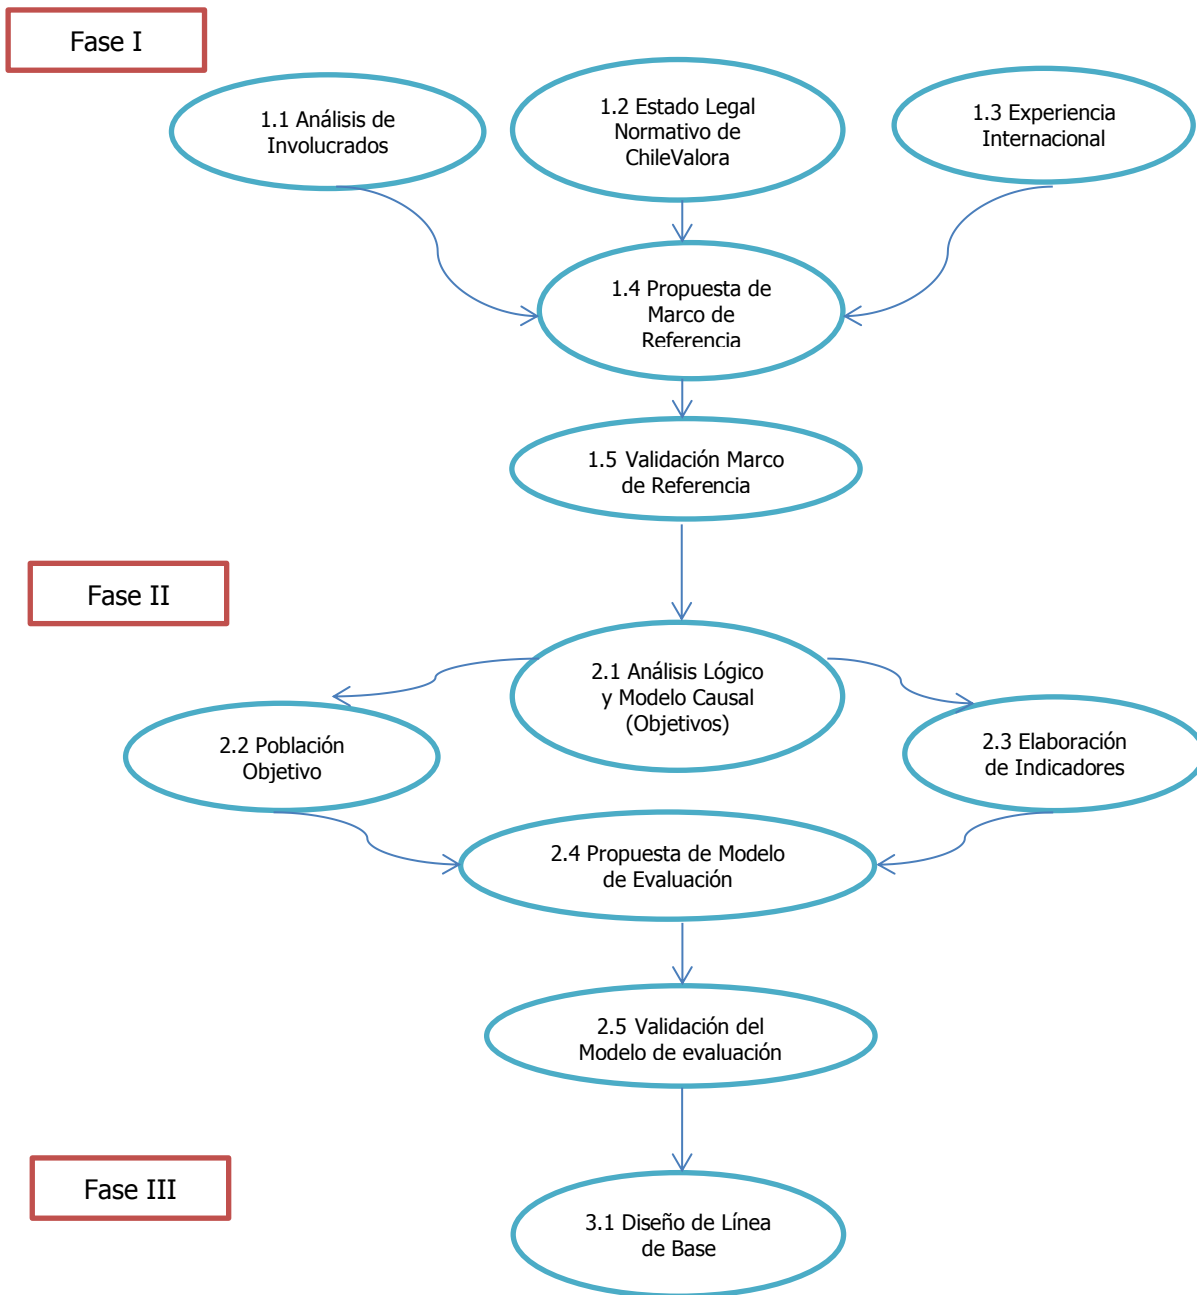 Fase I
1.1 Análisis de
Involucrados
1.2 Estado Legal
Normativo de
ChileValora
1.3 Experiencia
Internacional
1.4 Propuesta de
Marco de
Referencia
1.5 Validación Marco
de Referencia
Fase II
2.1 Análisis Lógico
y Modelo Causal
(Objetivos)
2.2 Población
Objetivo
2.3 Elaboración
de Indicadores
2.4 Propuesta de Modelo
de Evaluación
2.5 Validación del
Modelo de evaluación
Fase III
3.1 Diseño de Línea
de Base